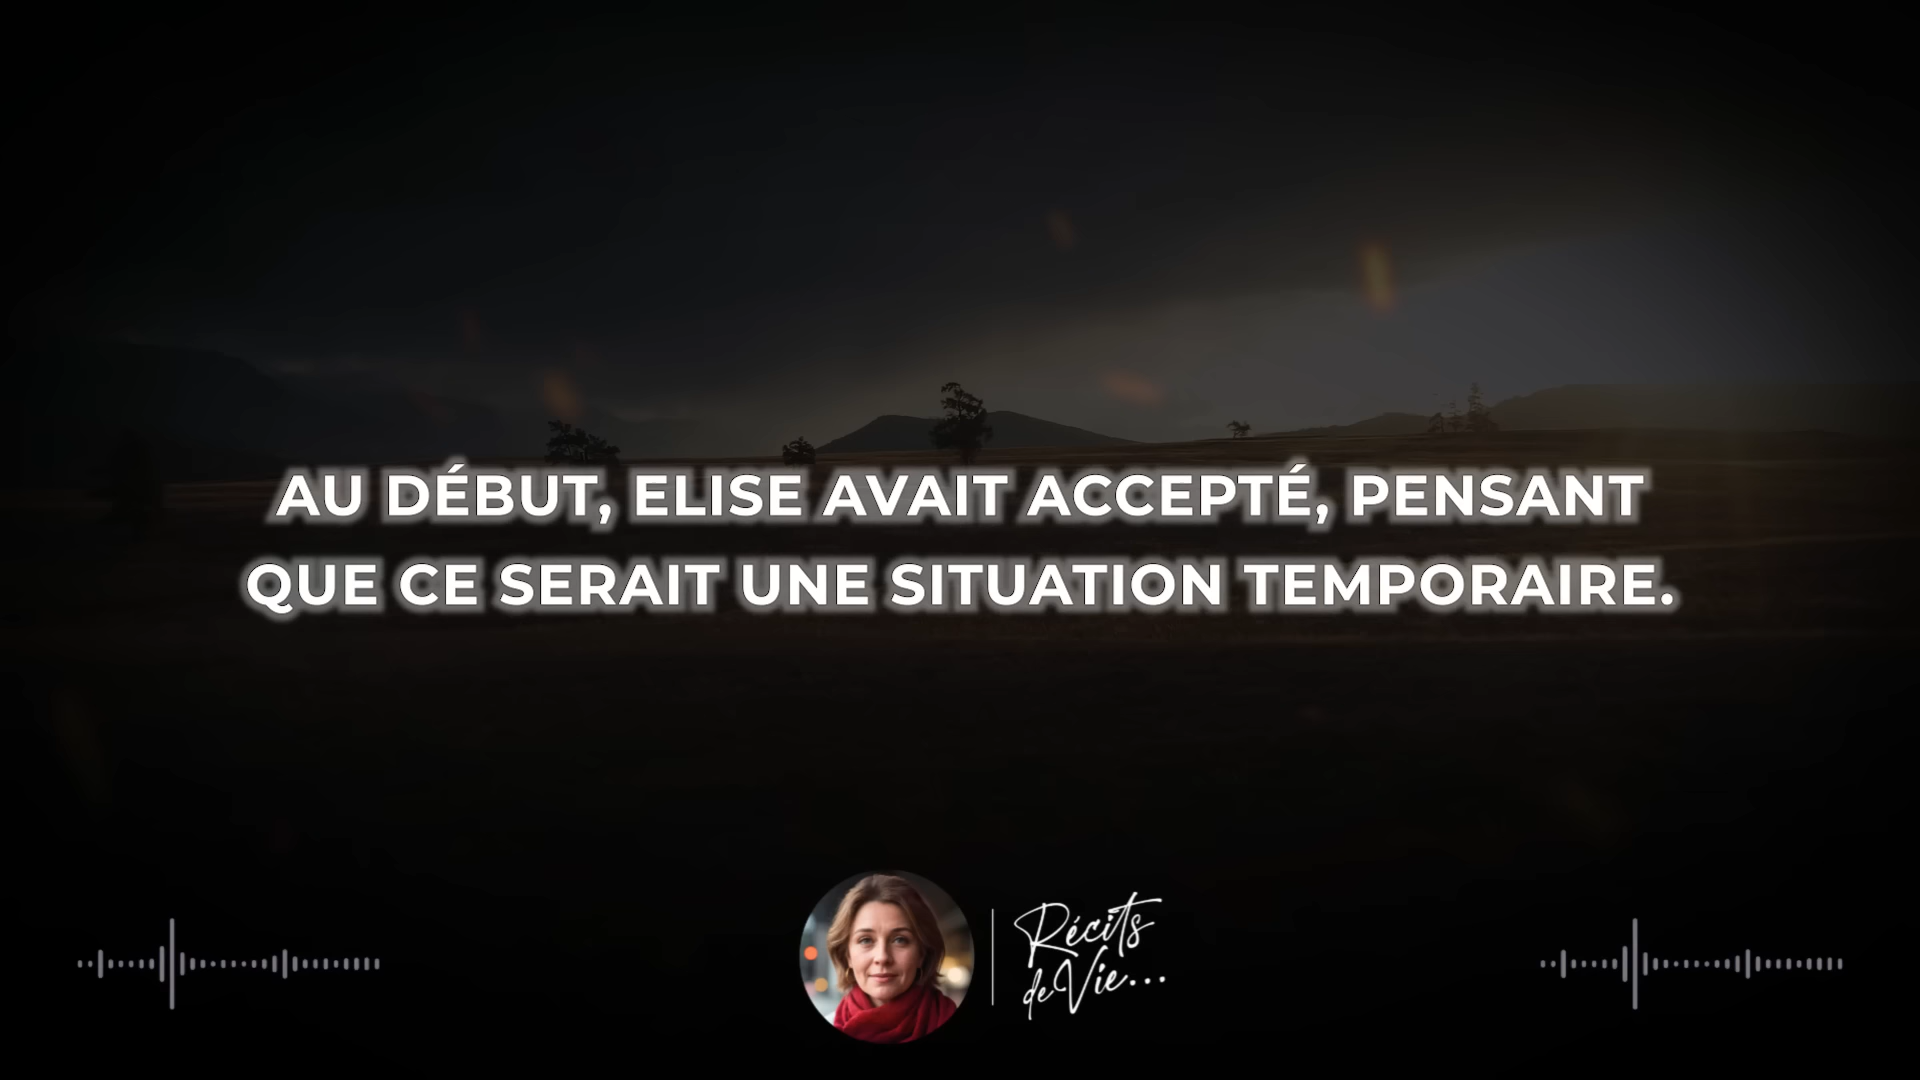 AU DÉBUT, ELISE AVAIT ACCEPTÉ, PENSANT
QUE CE SERAIT UNE SITUATION TEMPORAIRE.
Récits
de Vie...